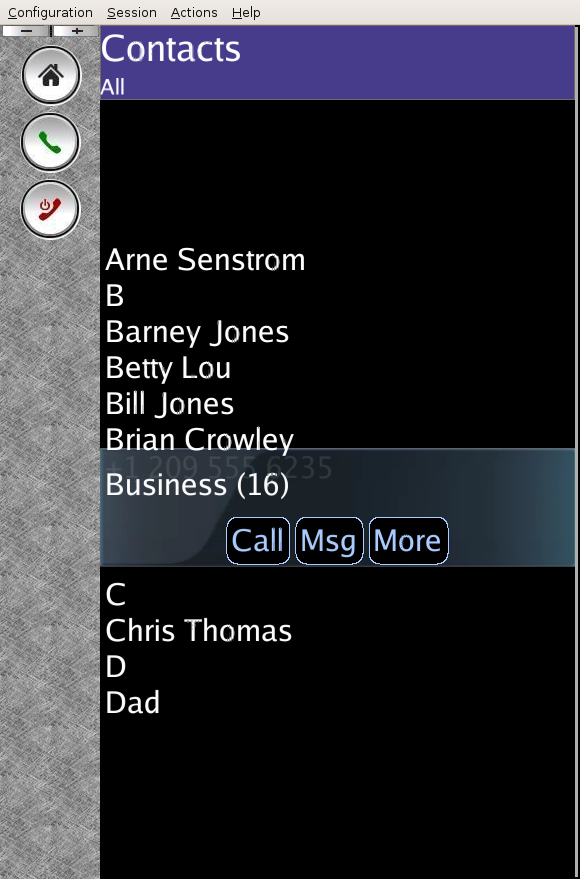 Configuration Session Actions Help
− +
Contacts
All
Arne Senstrom
B
Barney Jones
Betty Lou
Bill Jones
Brian Crowley
+1 209 555 6235
Business (16)
Call Msg More
C
Chris Thomas
D
Dad